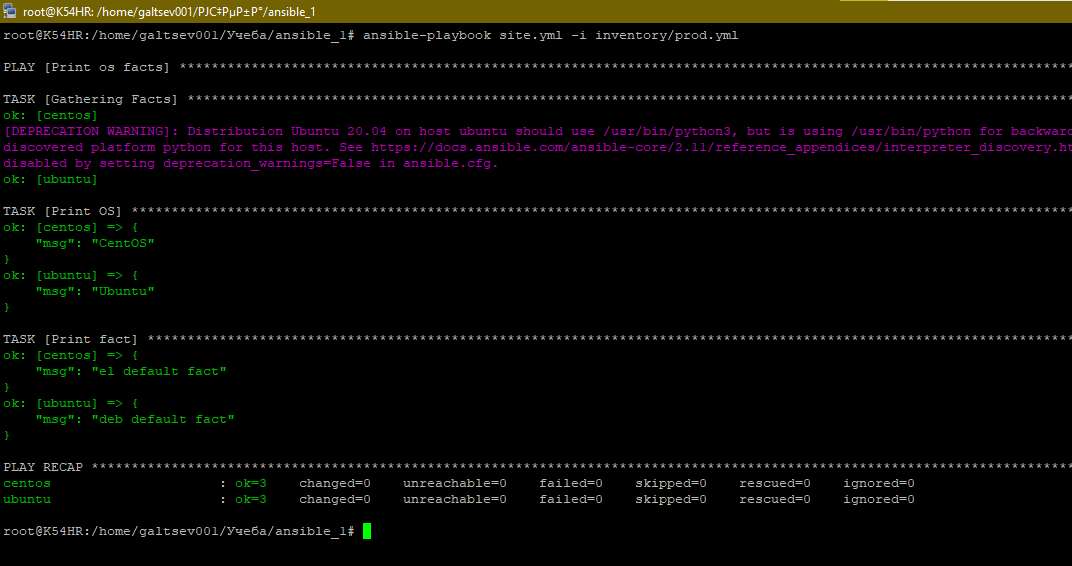 root@K54HR: /home/galtsev001/РЈС‡РµР±Р°/ansible_1
root@K54HR:/home/galtsev001/Учеба/ansible_1# ansible-playbook site.yml -i inventory/prod.yml
PLAY [Print os facts] ****************************************************************************************************************
TASK [Gathering Facts] ***************************************************************************************************************
ok: [centos]
[DEPRECATION WARNING]: Distribution Ubuntu 20.04 on host ubuntu should use /usr/bin/python3, but is using /usr/bin/python for backward
discovered platform python for this host. See https://docs.ansible.com/ansible-core/2.11/reference_appendices/interpreter_discovery.ht
disabled by setting deprecation_warnings=False in ansible.cfg.
ok: [ubuntu]
TASK [Print OS] **********************************************************************************************************************
ok: [centos] => {
    "msg": "CentOS"
}
ok: [ubuntu] => {
    "msg": "Ubuntu"
}
TASK [Print fact] ********************************************************************************************************************
ok: [centos] => {
    "msg": "el default fact"
}
ok: [ubuntu] => {
    "msg": "deb default fact"
}
PLAY RECAP ***************************************************************************************************************************
centos                     : ok=3    changed=0    unreachable=0    failed=0    skipped=0    rescued=0    ignored=0
ubuntu                     : ok=3    changed=0    unreachable=0    failed=0    skipped=0    rescued=0    ignored=0
root@K54HR:/home/galtsev001/Учеба/ansible_1#